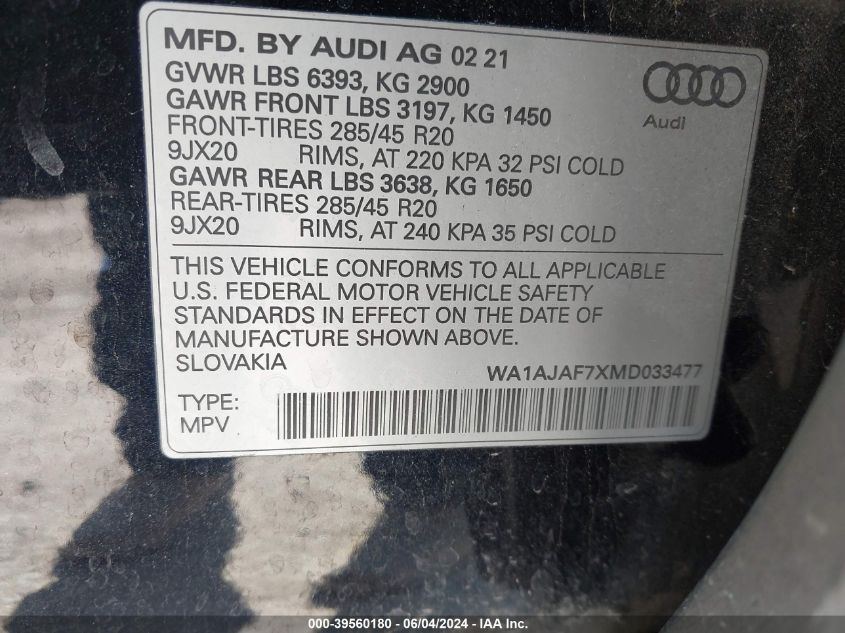 MFD. BY AUDI AG 02 21
GVWR LBS 6393, KG 2900
GAWR FRONT LBS 3197, KG 1450
FRONT-TIRES 285/45 R20
9JX20 RIMS, AT 220 KPA 32 PSI COLD
GAWR REAR LBS 3638, KG 1650
REAR-TIRES 285/45 R20
9JX20 RIMS, AT 240 KPA 35 PSI COLD
Audi
THIS VEHICLE CONFORMS TO ALL APPLICABLE
U.S. FEDERAL MOTOR VEHICLE SAFETY
STANDARDS IN EFFECT ON THE DATE OF
MANUFACTURE SHOWN ABOVE.
SLOVAKIA WA1AJAF7XMD033477
TYPE:
MPV
000-39560180 - 06/04/2024 - IAA Inc.